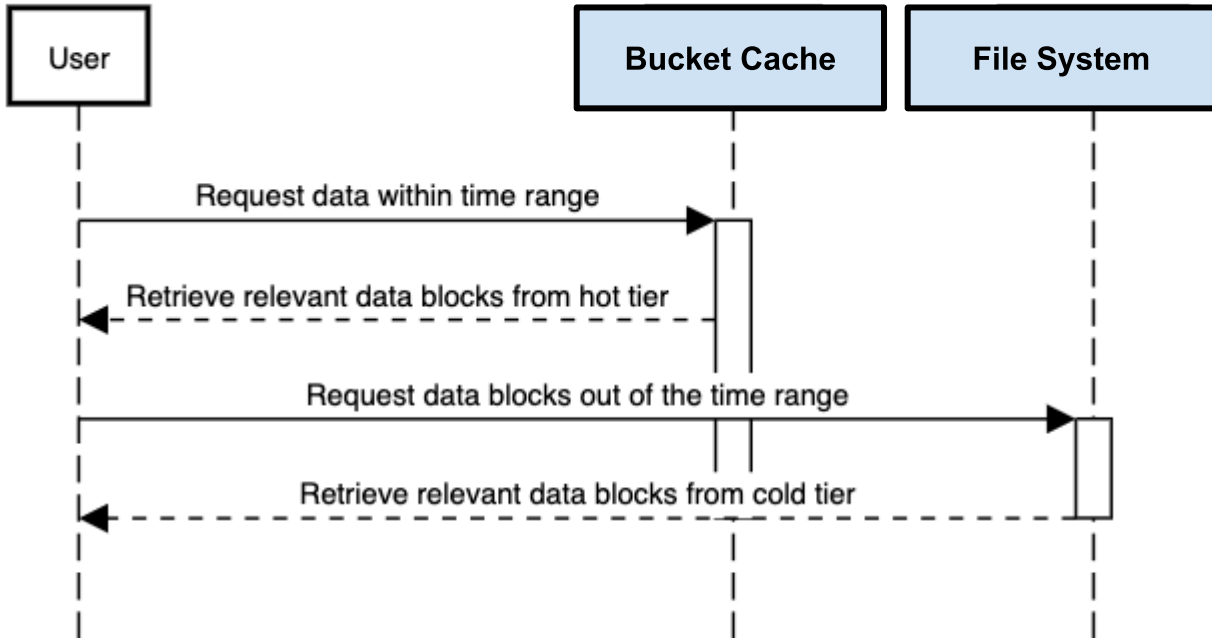 User
Bucket Cache
File System
Request data within time range
Retrieve relevant data blocks from hot tier
Request data blocks out of the time range
Retrieve relevant data blocks from cold tier